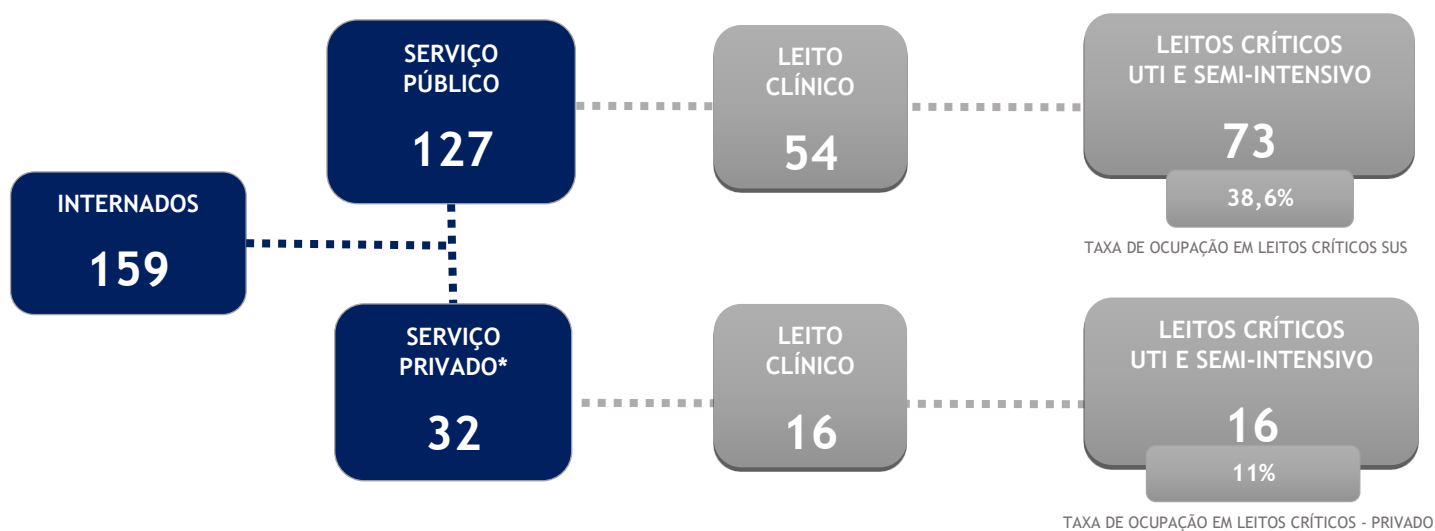 INTERNADOS
159
SERVIÇO
PÚBLICO
127
LEITO
CLÍNICO
54
LEITOS CRÍTICOS
UTI E SEMI-INTENSIVO
73
38,6%
TAXA DE OCUPAÇÃO EM LEITOS CRÍTICOS SUS
SERVIÇO
PRIVADO*
32
LEITO
CLÍNICO
16
LEITOS CRÍTICOS
UTI E SEMI-INTENSIVO
16
11%
TAXA DE OCUPAÇÃO EM LEITOS CRÍTICOS - PRIVADO